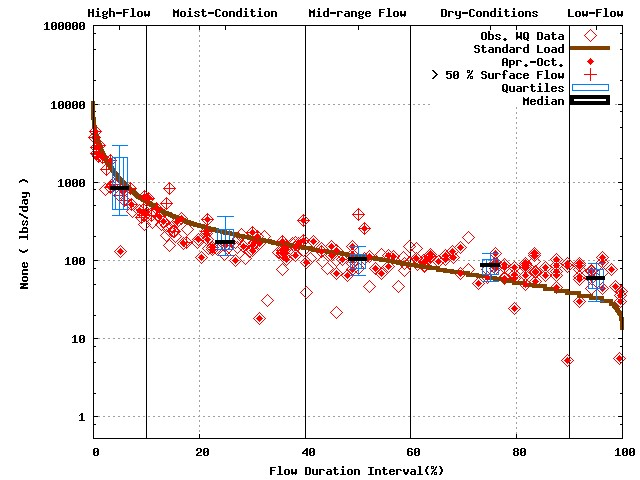 High-Flow Moist-Condition Mid-range Flow Dry-Conditions Low-Flow
100000
10000
1000
100
10
1
None ( lbs/day )
Obs. WQ Data
Standard Load
Apr.-Oct.
> 50 % Surface Flow
Quartiles
Median
0 20 40 60 80 100
Flow Duration Interval(%)